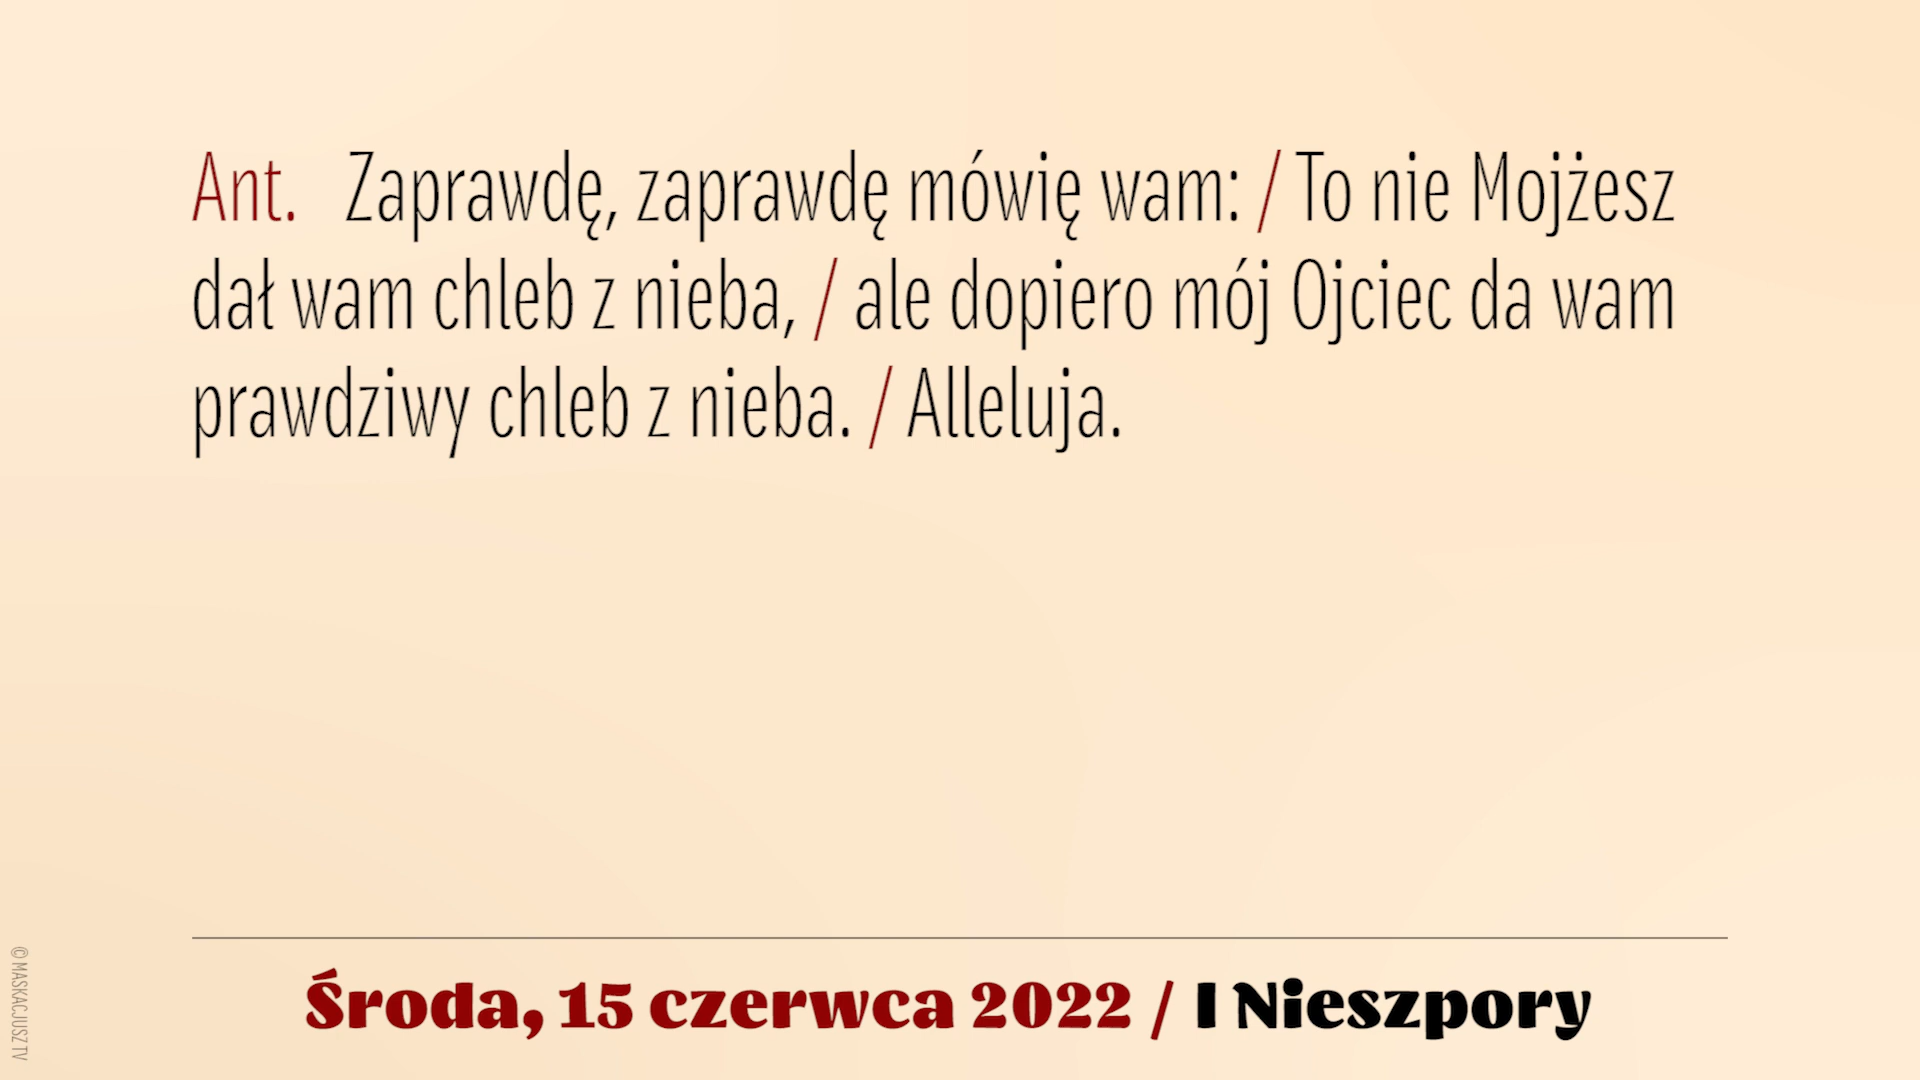 Ant. Zaprawdę, zaprawdę mówię wam: / To nie Mojżesz
dał wam chleb z nieba, / ale dopiero mój Ojciec da wam
prawdziwy chleb z nieba. / Alleluja.
Środa, 15 czerwca 2022 / I Nieszpory
© MASKACJUSZ TV